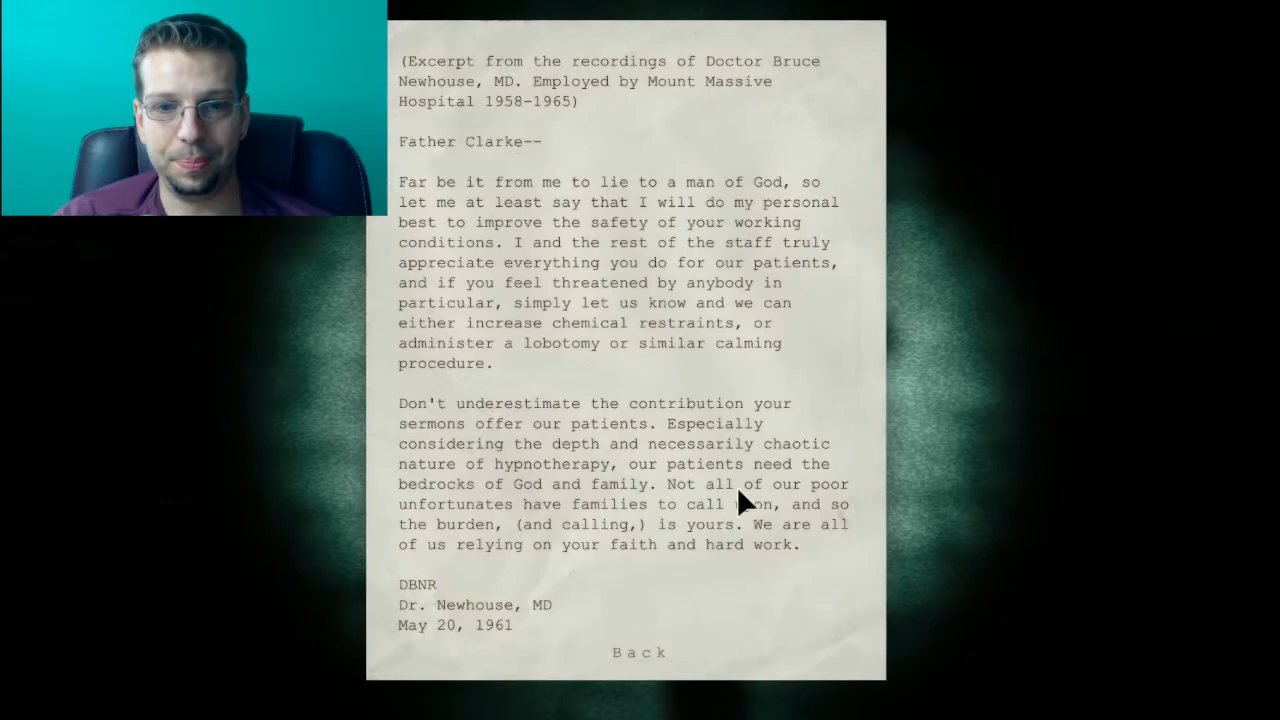 (Excerpt from the recordings of Doctor Bruce
Newhouse, MD. Employed by Mount Massive
Hospital 1958-1965)
Father Clarke--
Far be it from me to lie to a man of God, so
let me at least say that I will do my personal
best to improve the safety of your working
conditions. I and the rest of the staff truly
appreciate everything you do for our patients,
and if you feel threatened by anybody in
particular, simply let us know and we can
either increase chemical restraints, or
administer a lobotomy or similar calming
procedure.
Don't underestimate the contribution your
sermons offer our patients. Especially
considering the depth and necessarily chaotic
nature of hypnotherapy, our patients need the
bedrocks of God and family. Not all of our poor
unfortunates have families to call upon, and so
the burden, (and calling,) is yours. We are all
of us relying on your faith and hard work.
DBNR
Dr. Newhouse, MD
May 20, 1961
Back